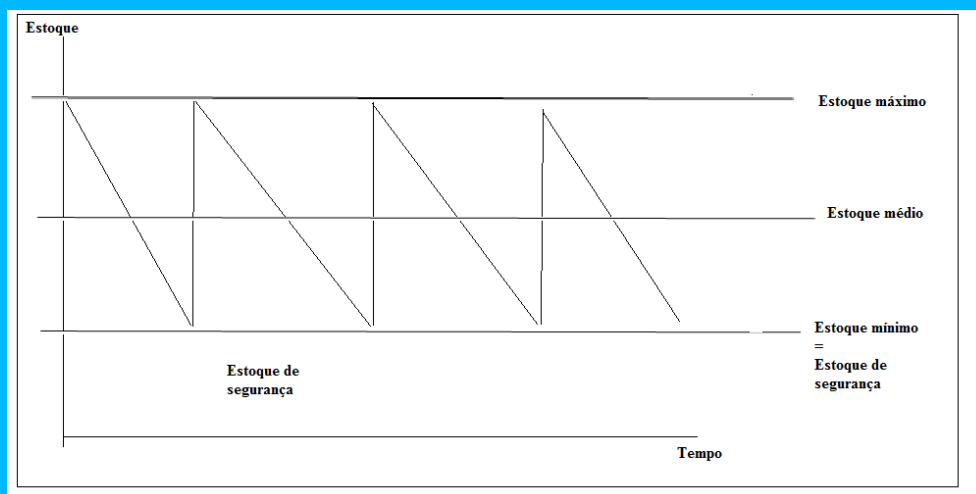 Estoque
Estoque máximo
Estoque médio
Estoque mínimo
=
Estoque de
segurança
Estoque de
segurança
Tempo